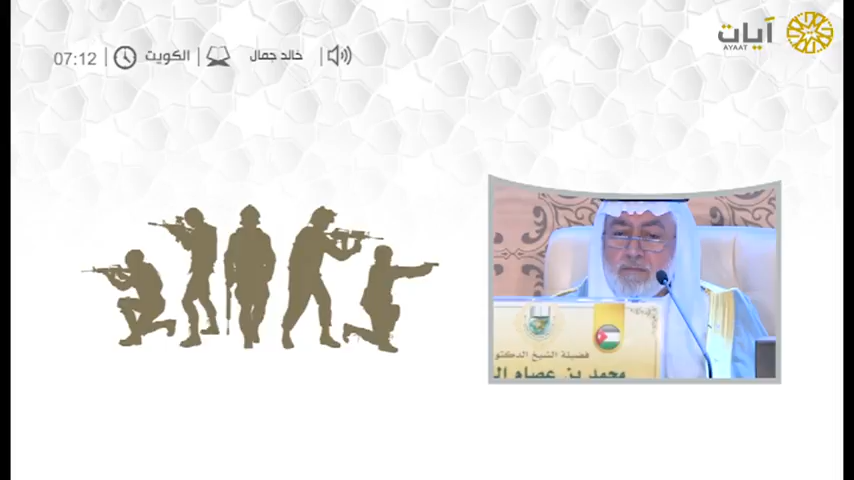 آيات
AYAAT
خالد جمال | الكويت | 07:12
فضيلة الشيخ الدكتو
محمد بن عصام ال